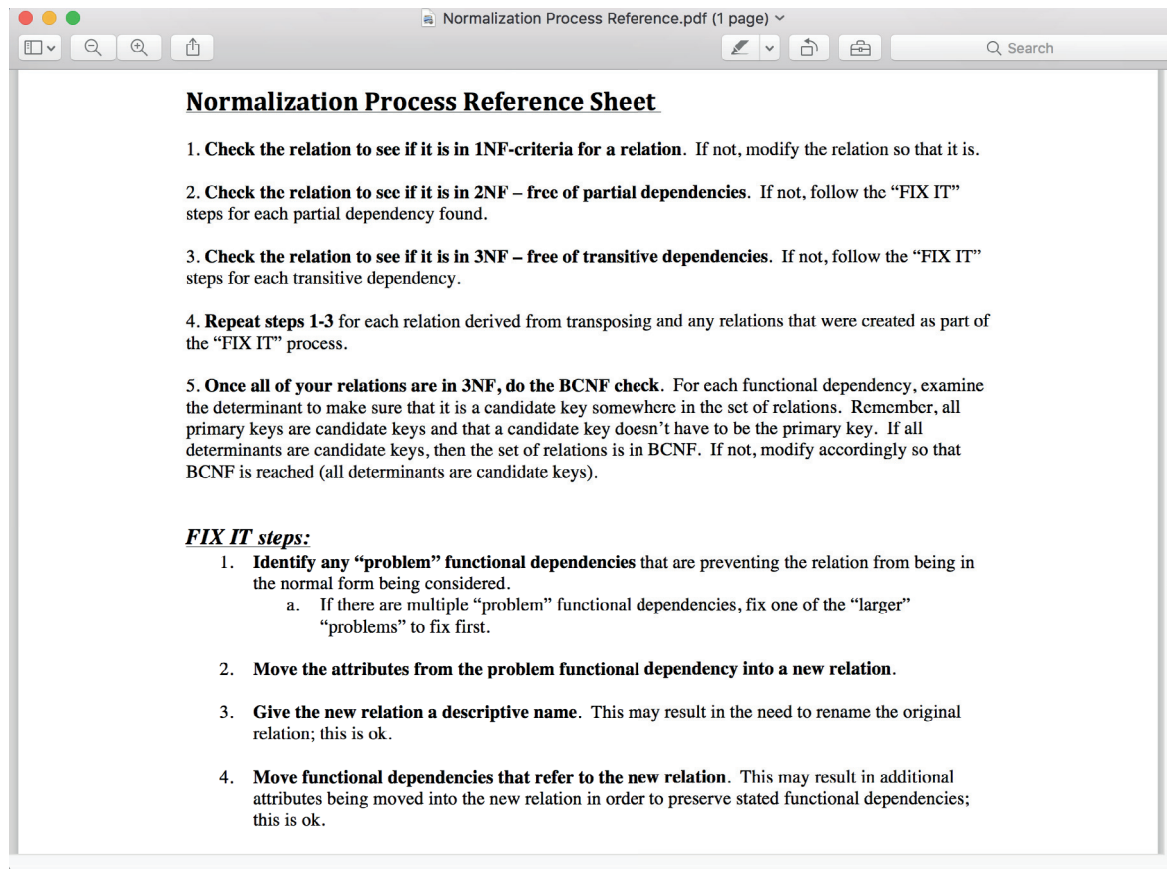 Normalization Process Reference.pdf (1 page)
Search
Normalization Process Reference Sheet
1. Check the relation to see if it is in 1NF-criteria for a relation. If not, modify the relation so that it is.
2. Check the relation to see if it is in 2NF – free of partial dependencies. If not, follow the “FIX IT”
steps for each partial dependency found.
3. Check the relation to see if it is in 3NF – free of transitive dependencies. If not, follow the “FIX IT”
steps for each transitive dependency.
4. Repeat steps 1-3 for each relation derived from transposing and any relations that were created as part of
the “FIX IT” process.
5. Once all of your relations are in 3NF, do the BCNF check. For each functional dependency, examine
the determinant to make sure that it is a candidate key somewhere in the set of relations. Remember, all
primary keys are candidate keys and that a candidate key doesn’t have to be the primary key. If all
determinants are candidate keys, then the set of relations is in BCNF. If not, modify accordingly so that
BCNF is reached (all determinants are candidate keys).
FIX IT steps:
1. Identify any “problem” functional dependencies that are preventing the relation from being in
the normal form being considered.
a. If there are multiple “problem” functional dependencies, fix one of the “larger”
“problems” to fix first.
2. Move the attributes from the problem functional dependency into a new relation.
3. Give the new relation a descriptive name. This may result in the need to rename the original
relation; this is ok.
4. Move functional dependencies that refer to the new relation. This may result in additional
attributes being moved into the new relation in order to preserve stated functional dependencies;
this is ok.